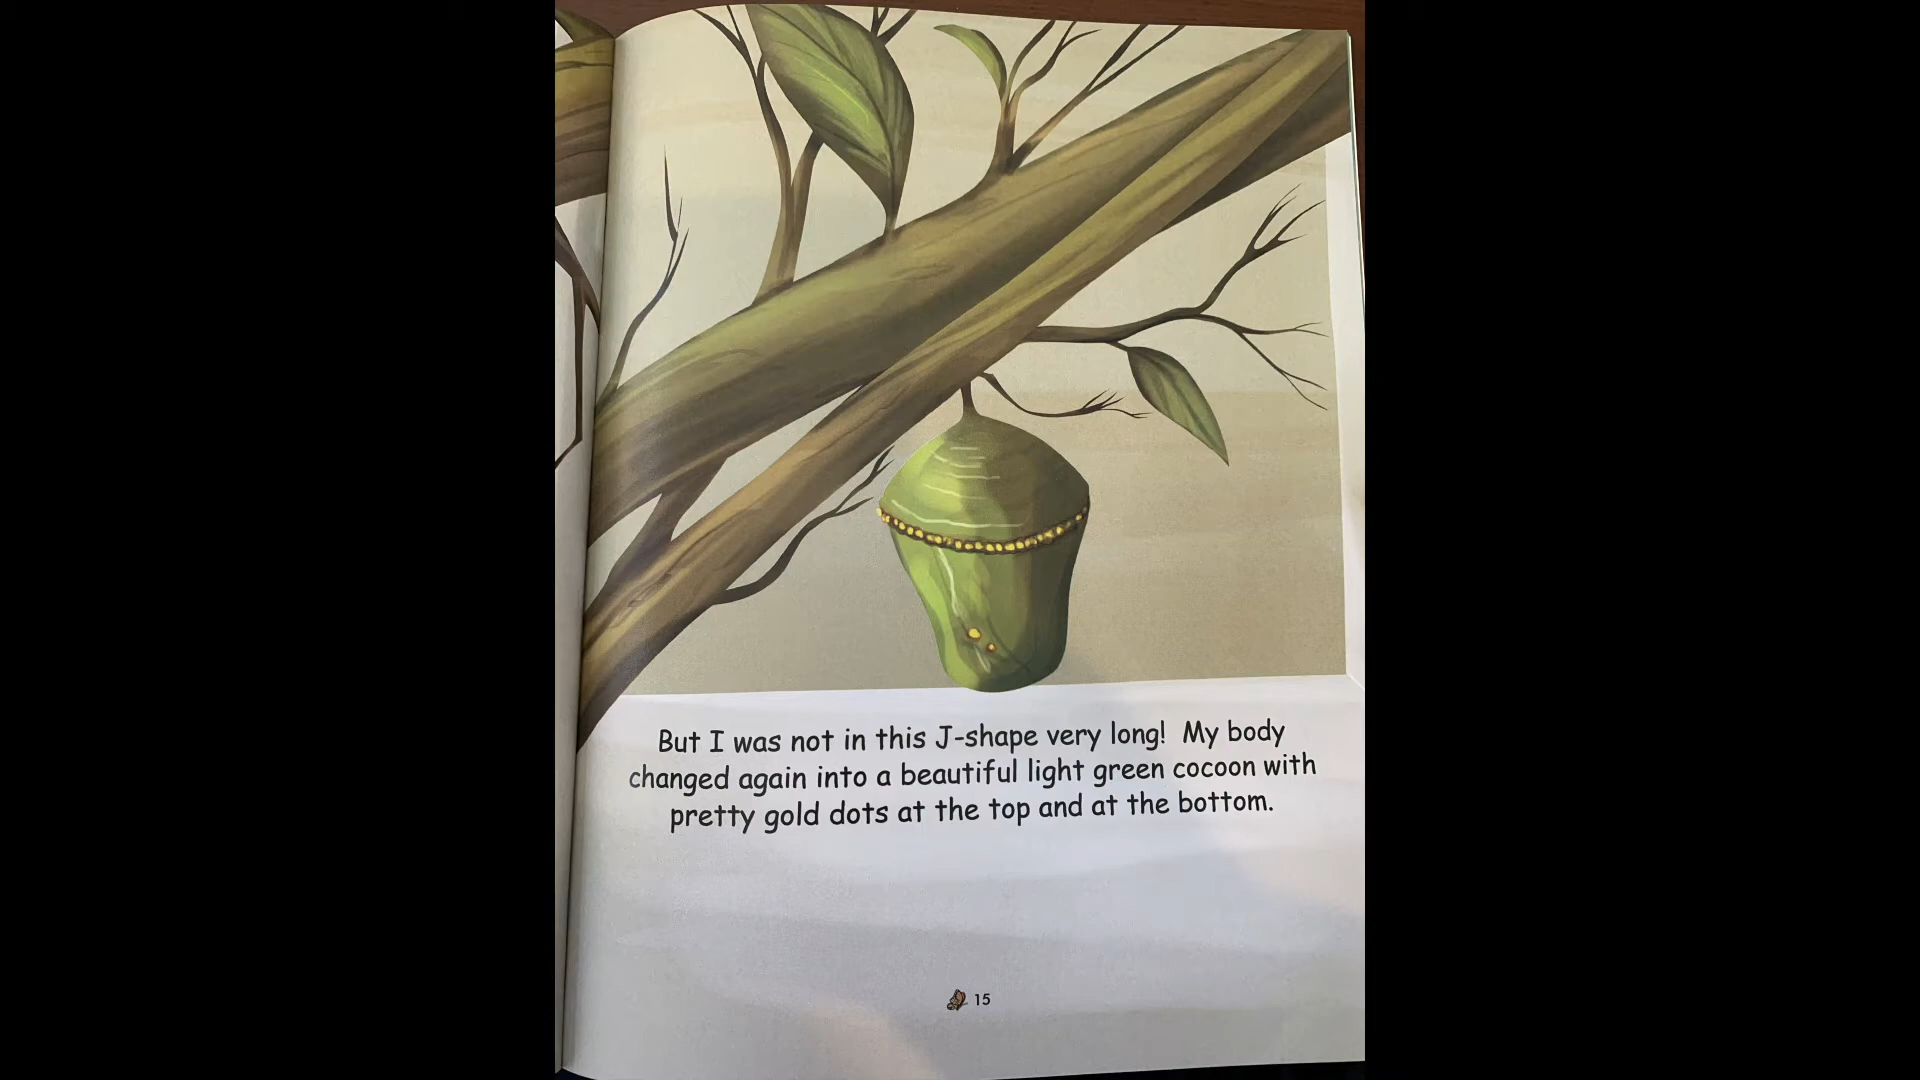 But I was not in this J-shape very long! My body
changed again into a beautiful light green cocoon with
pretty gold dots at the top and at the bottom.
15